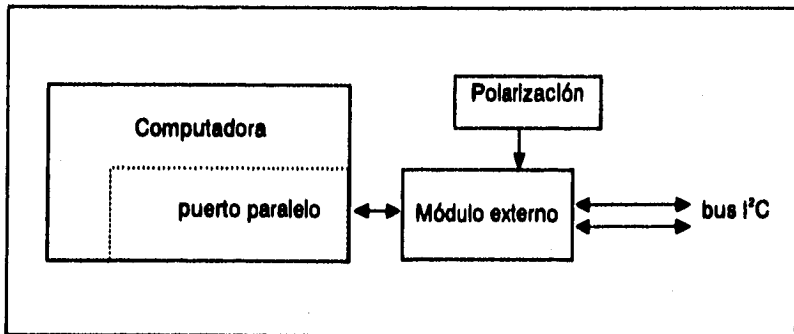 Polarización
Computadora
puerto paralelo
Módulo externo
bus I²C